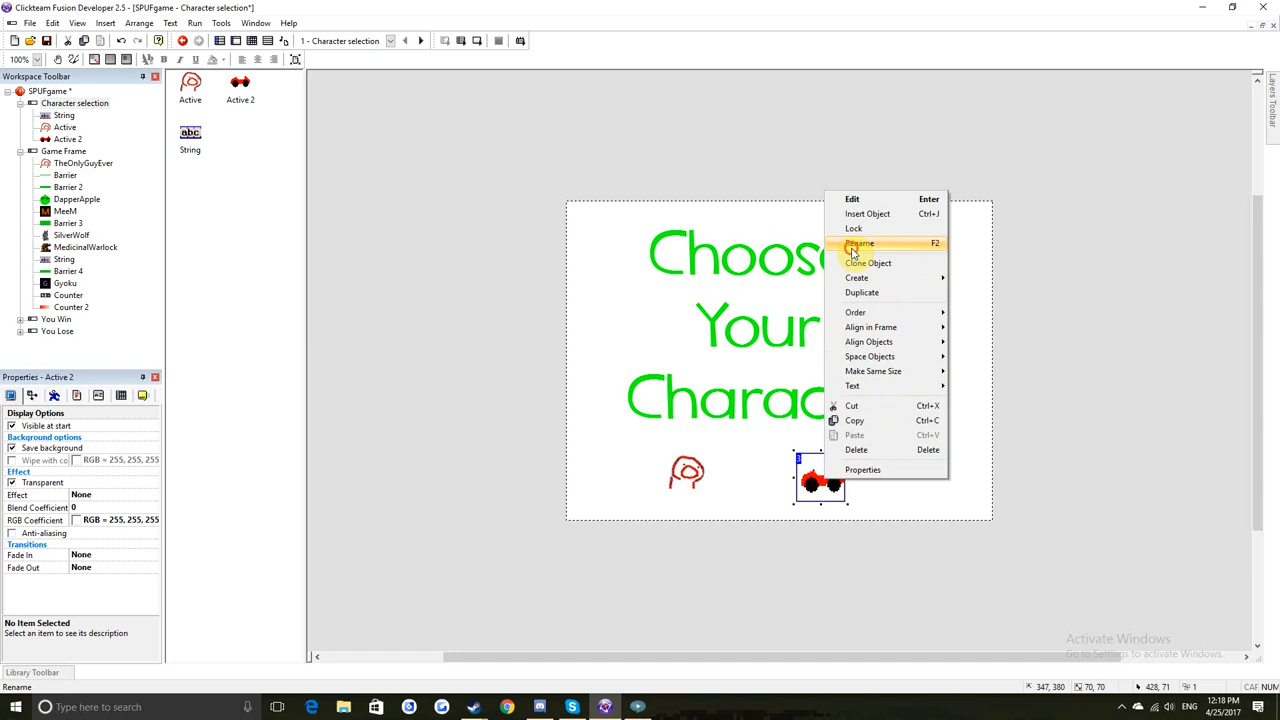 Clickteam Fusion Developer 2.5 - [SPUFgame - Character selection*]
File Edit View Insert Arrange Text Run Tools Window Help
1 - Character selection
100%
Workspace Toolbar
SPUFgame *
Character selection
String
Active
Active 2
Game Frame
TheOnlyGuyEver
Barrier
Barrier 2
DapperApple
MeeM
Barrier 3
SilverWolf
MedicinalWarlock
String
Barrier 4
Gyoku
Counter
Counter 2
You Win
You Lose
Active
Active 2
abc
String
Layers Toolbar
Choose
Your
Charac
3
Edit Enter
Insert Object Ctrl+J
Lock
Rename F2
Clone Object
Create
Duplicate
Order
Align in Frame
Align Objects
Space Objects
Make Same Size
Text
Cut Ctrl+X
Copy Ctrl+C
Paste Ctrl+V
Delete Delete
Properties
Properties - Active 2
Display Options
Visible at start
Background options
Save background
Wipe with co RGB = 255, 255, 255
Effect
Transparent
Effect None
Blend Coefficient 0
RGB Coefficient RGB = 255, 255, 255
Anti-aliasing
Transitions
Fade In None
Fade Out None
No Item Selected
Select an item to see its description
Library Toolbar
Activate Windows
Go to Settings to activate Windows.
Rename
347, 380
70, 70
428, 71
1
CAF NUM
Type here to search
ENG
12:18 PM
4/25/2017